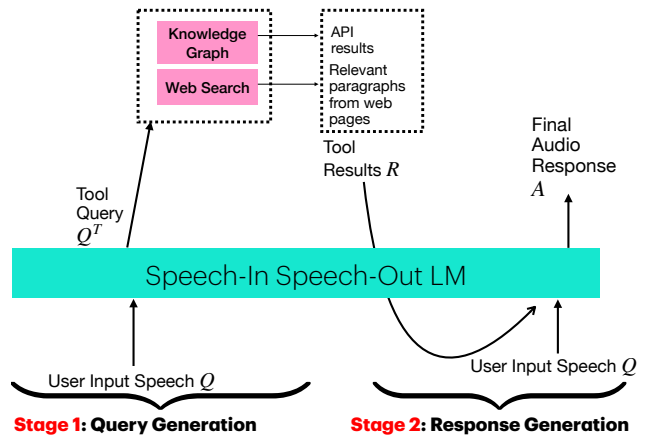 Knowledge
Graph
Web Search
API
results
Relevant
paragraphs
from web
pages
Tool
Results R
Final
Audio
Response
A
Tool
Query
Q^T
Speech-In Speech-Out LM
User Input Speech Q
User Input Speech Q
Stage 1: Query Generation
Stage 2: Response Generation